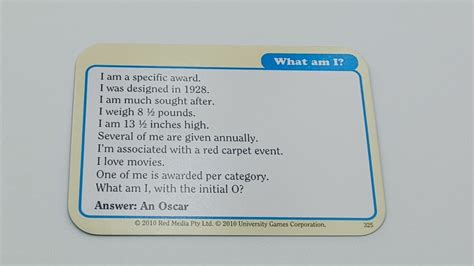 What am I?
I am a specific award.
I was designed in 1928.
I am much sought after.
I weigh 8 ½ pounds.
I am 13 ½ inches high.
Several of me are given annually.
I'm associated with a red carpet event.
I love movies.
One of me is awarded per category.
What am I, with the initial O?
Answer: An Oscar
© 2010 Red Media Pty Ltd. © 2010 University Games Corporation. 325